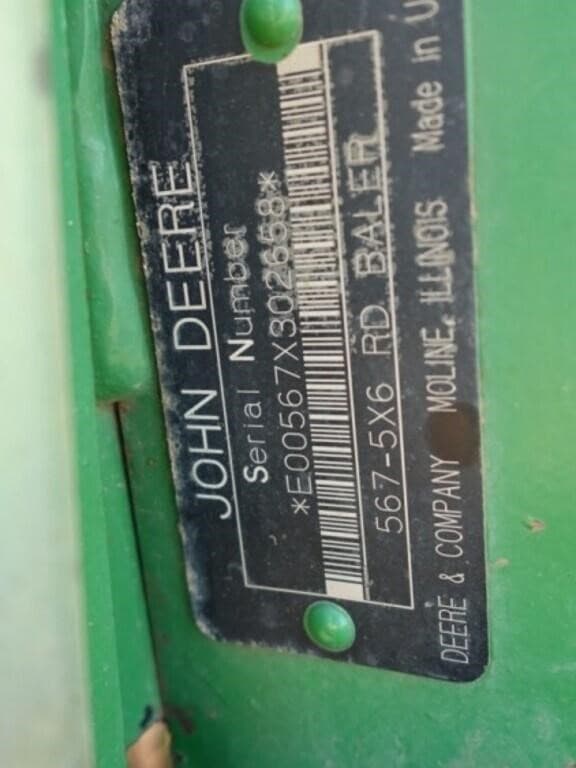 JOHN DEERE
Serial Number
*E00567X302658*
567-5X6 RD BALER
DEERE & COMPANY MOLINE, ILLINOIS Made in U